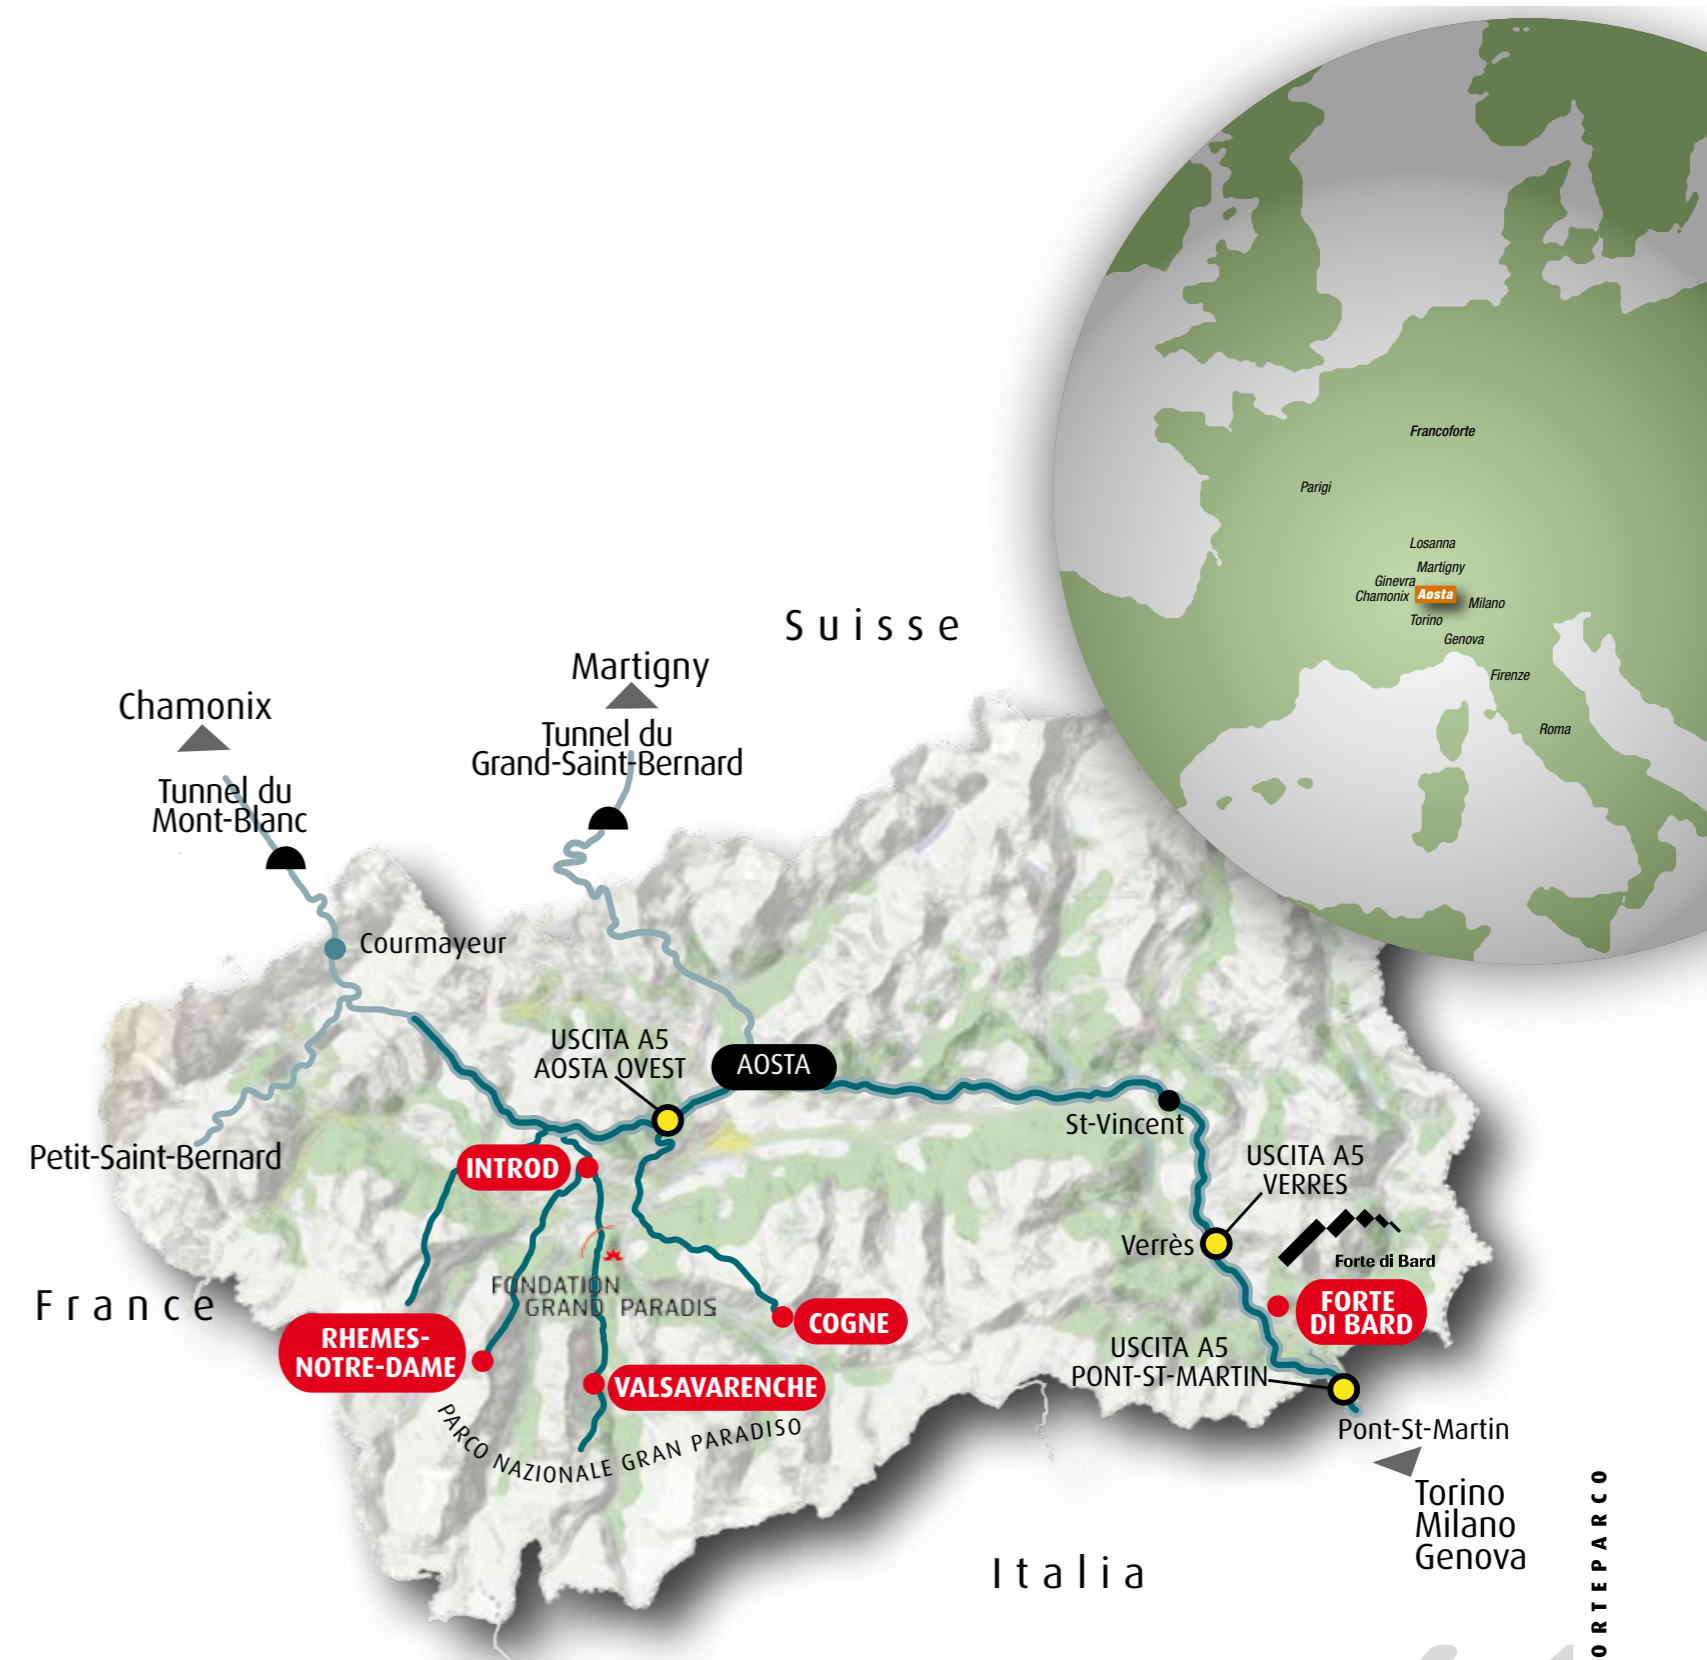 Francoforte
Parigi
Losanna
Martigny
Ginevra
Chamonix
Aosta
Milano
Torino
Genova
Firenze
Roma
Suisse
Martigny
Chamonix
Tunnel du
Grand-Saint-Bernard
Tunnel du
Mont-Blanc
Courmayeur
USCITA A5
AOSTA OVEST
AOSTA
St-Vincent
Petit-Saint-Bernard
INTROD
USCITA A5
VERRES
Verrès
Forte di Bard
FONDATION
GRAND PARADIS
France
FORTE
DI BARD
COGNE
RHEMES-
NOTRE-DAME
USCITA A5
PONT-ST-MARTIN
VALSAVARENCHE
PARCO NAZIONALE GRAN PARADISO
Pont-St-Martin
Torino
Milano
Genova
Italia
ORTEPARCO